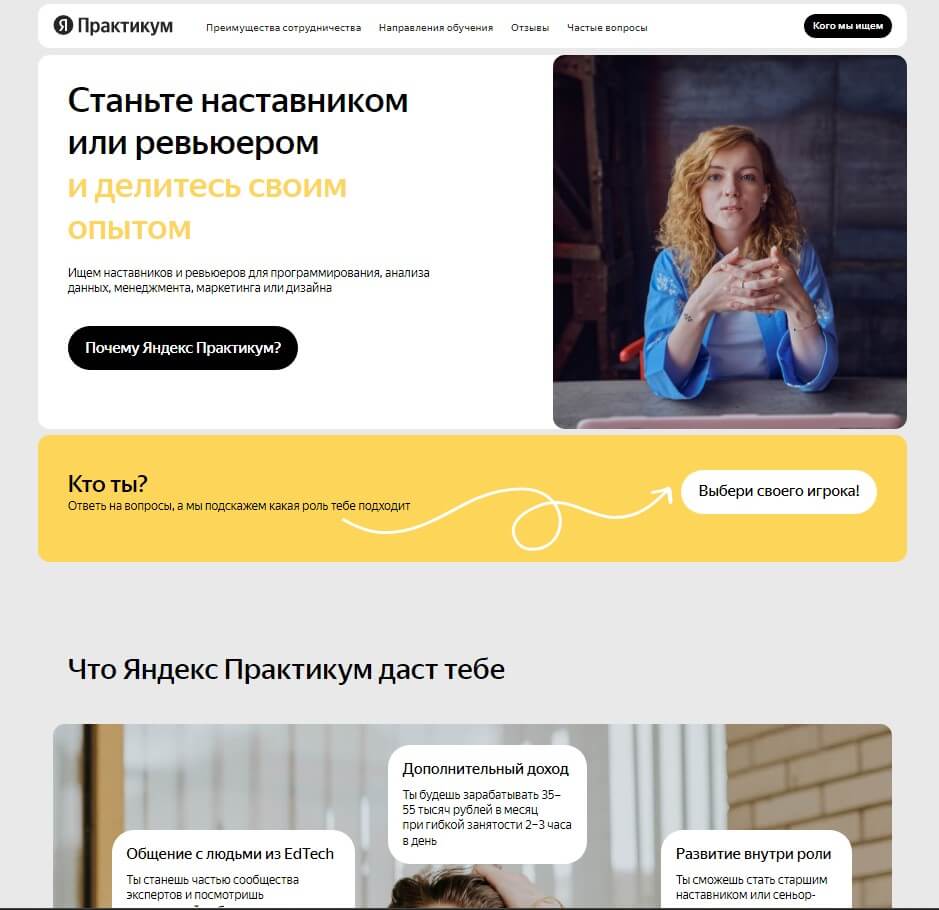 Я Практикум
Преимущества сотрудничества
Направления обучения
Отзывы
Частые вопросы
Кого мы ищем
Станьте наставником
или ревьюером
и делитесь своим
опытом
Ищем наставников и ревьюеров для программирования, анализа
данных, менеджмента, маркетинга или дизайна
Почему Яндекс Практикум?
Кто ты?
Ответь на вопросы, а мы подскажем какая роль тебе подходит
Выбери своего игрока!
Что Яндекс Практикум даст тебе
Дополнительный доход
Ты будешь зарабатывать 35–
55 тысяч рублей в месяц
при гибкой занятости 2–3 часа
в день
Общение с людьми из EdTech
Ты станешь частью сообщества
экспертов и посмотришь
Развитие внутри роли
Ты сможешь стать старшим
наставником или сеньор-